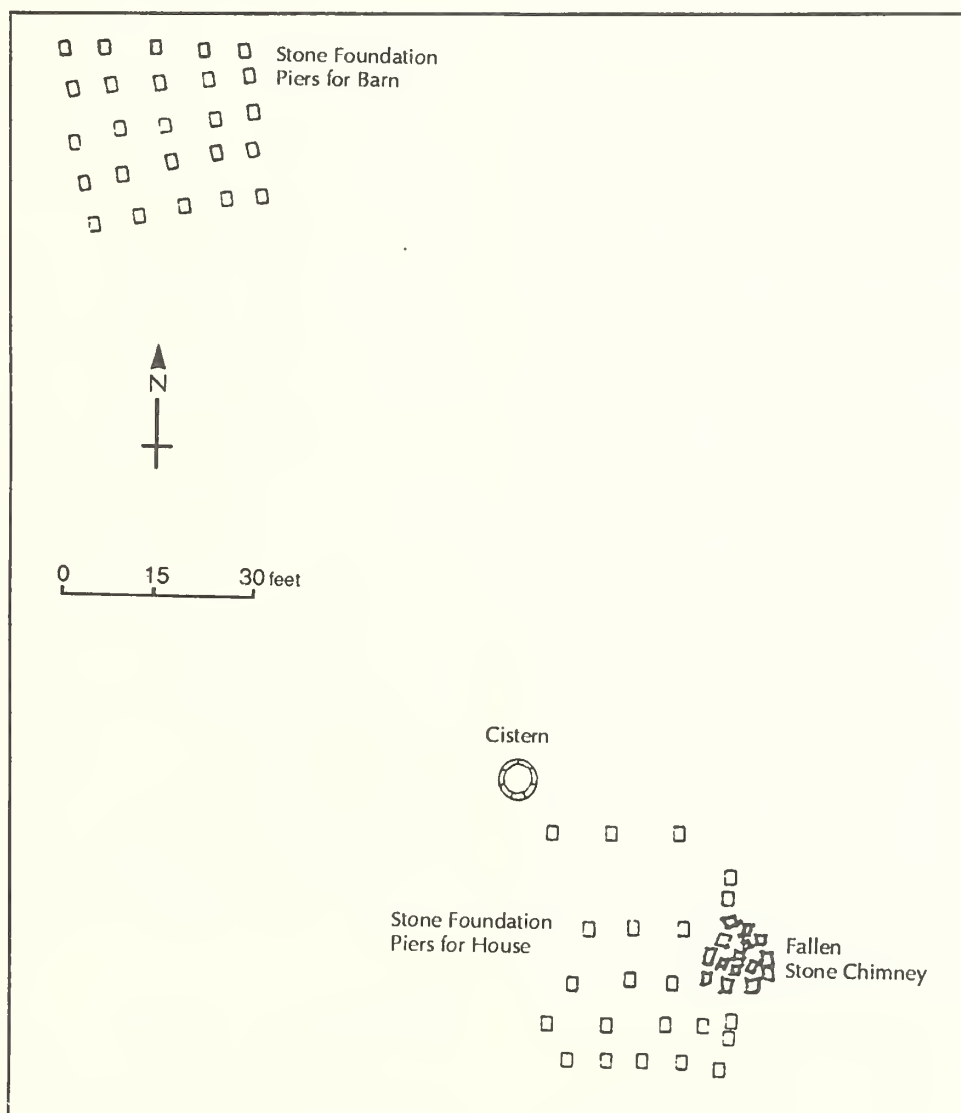 Stone Foundation
Piers for Barn
N
0 15 30 feet
Cistern
Stone Foundation
Piers for House
Fallen
Stone Chimney